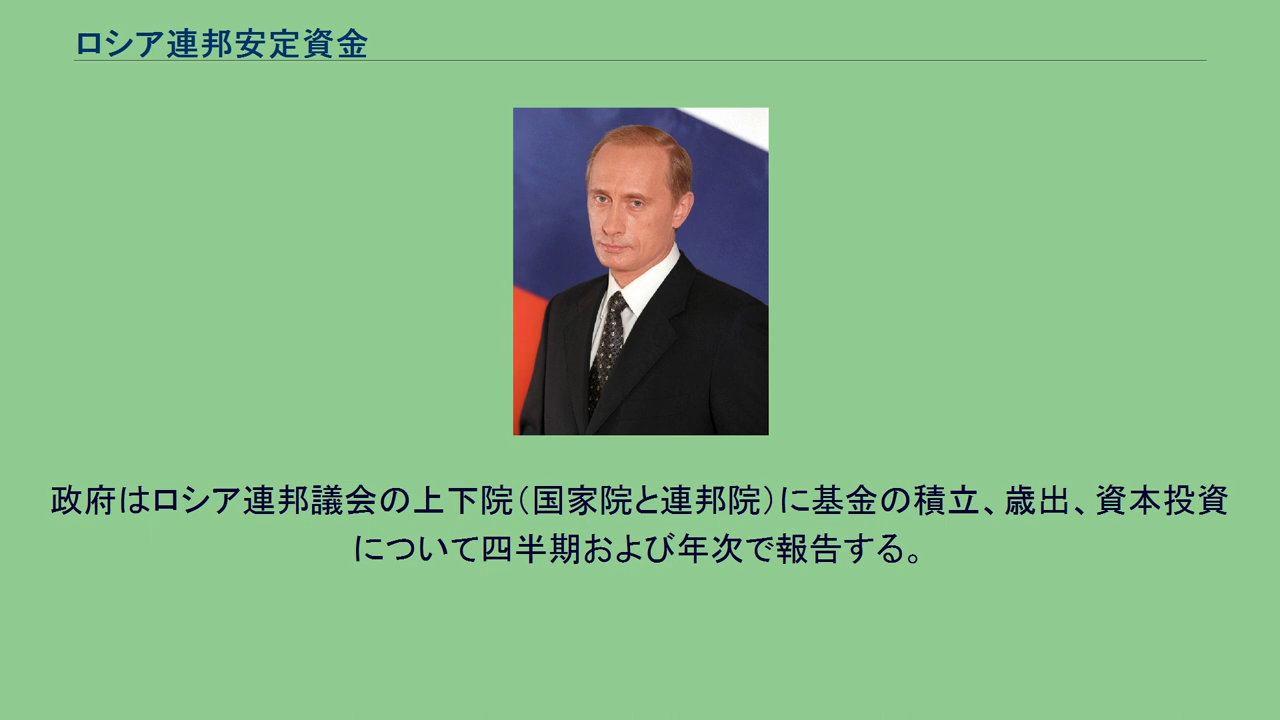 ロシア連邦安定資金
政府はロシア連邦議会の上下院（国家院と連邦院）に基金の積立、歳出、資本投資
について四半期および年次で報告する。